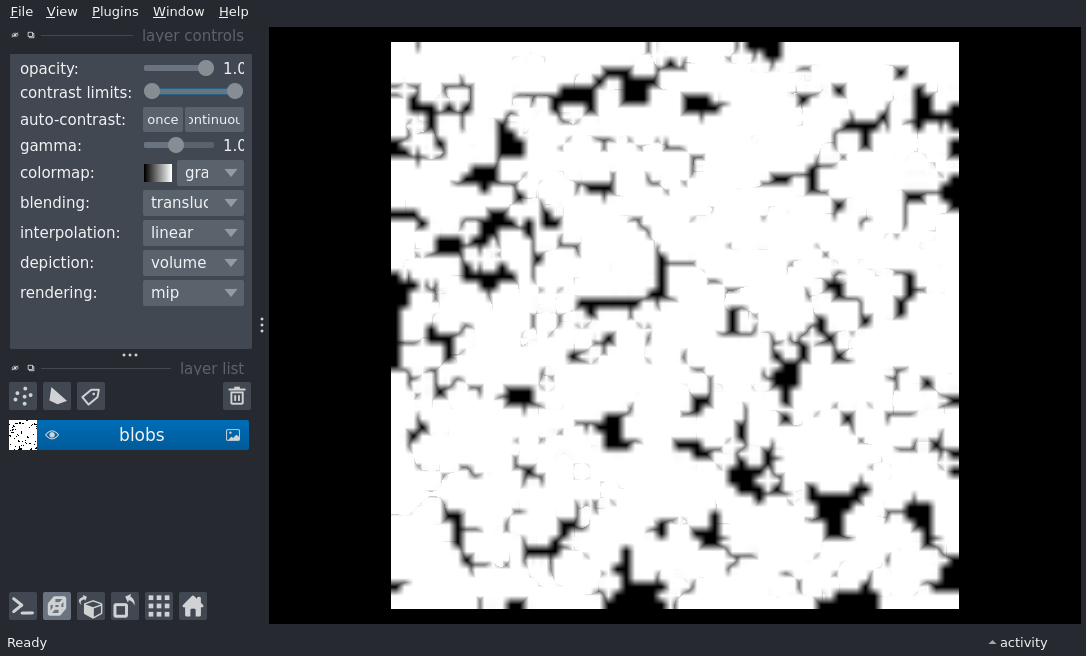 File View Plugins Window Help
layer controls
opacity: 1.0
contrast limits:
auto-contrast: once ontinuou
gamma: 1.0
colormap: gra
blending: transluc
interpolation: linear
depiction: volume
rendering: mip
layer list
blobs
Ready
activity